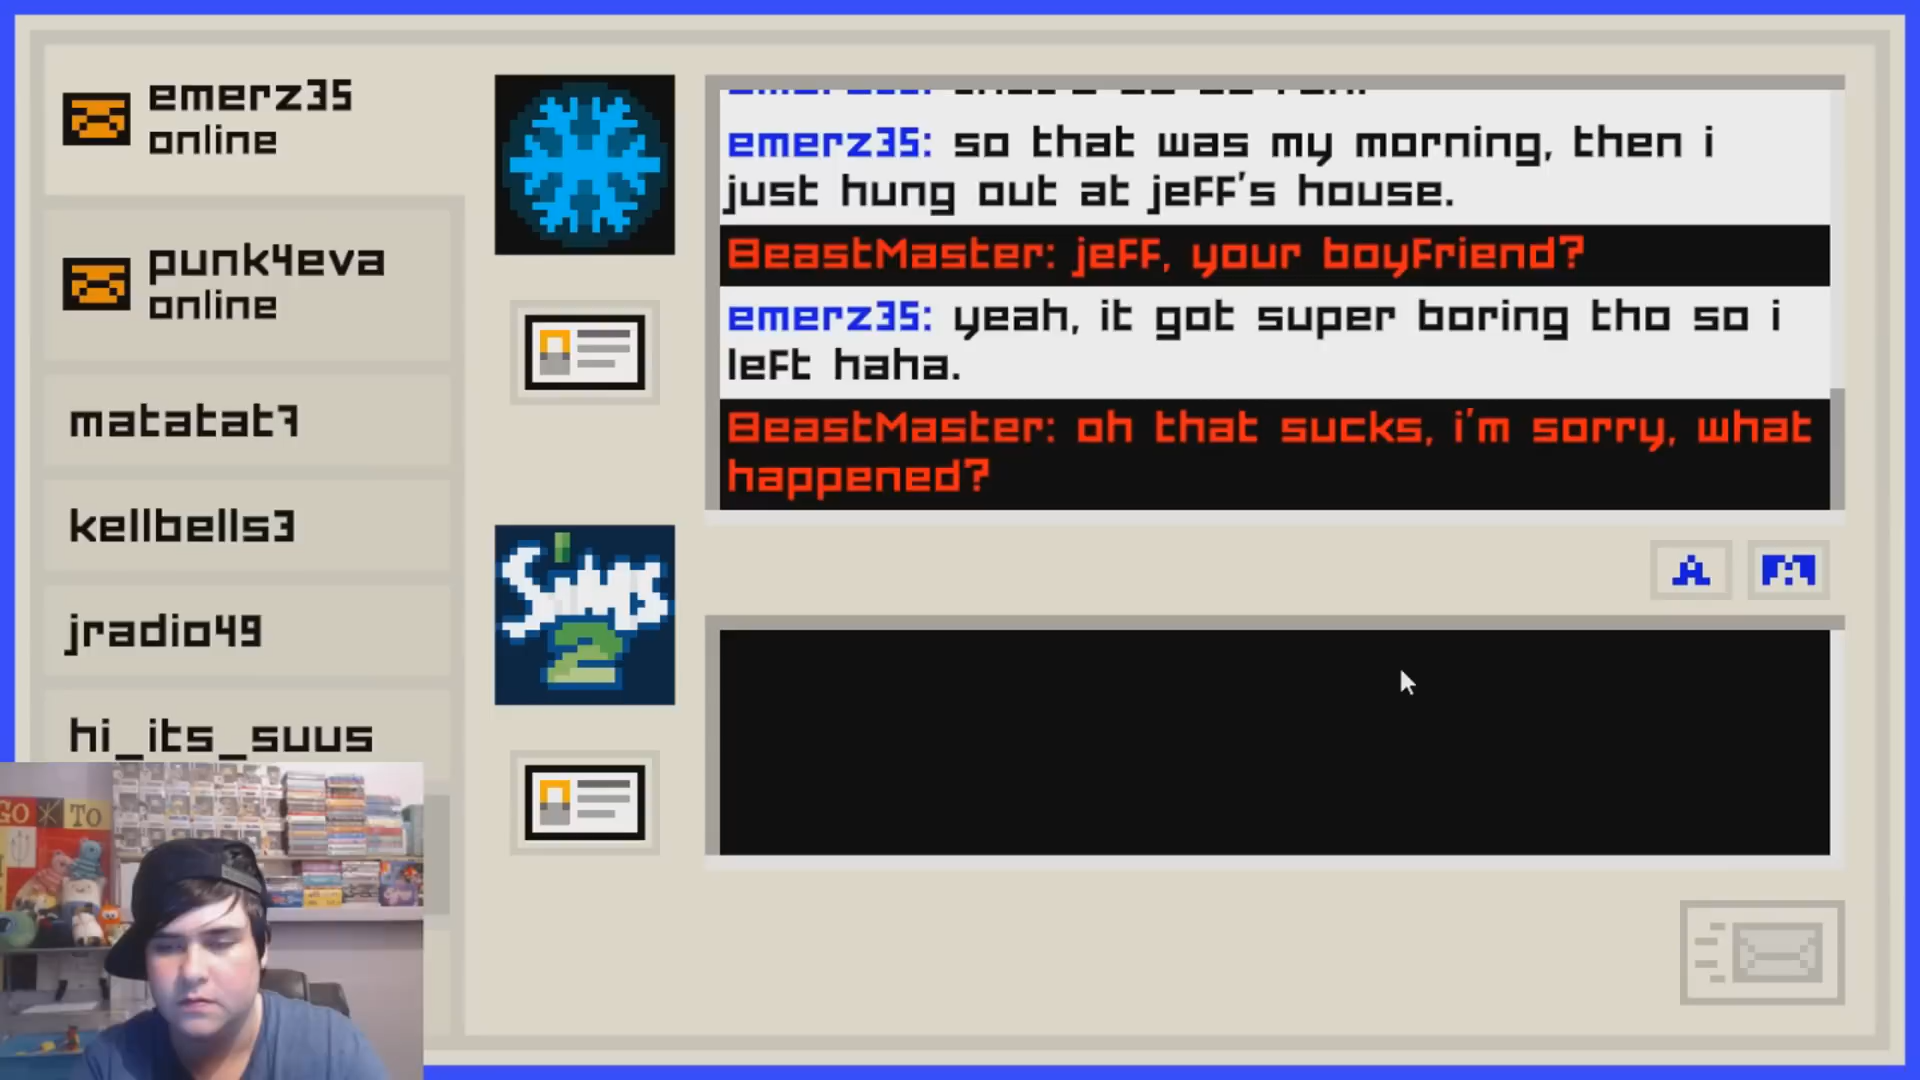 emerz35
online
punk4eva
online
matatat7
kellbells3
jradio49
hi_its_suus
emerz35: so that was my morning, then i
just hung out at jeff's house.
BeastMaster: jeff, your boyfriend?
emerz35: yeah, it got super boring tho so i
left haha.
BeastMaster: oh that sucks, i'm sorry, what
happened?
Sims
2
A
GO TO